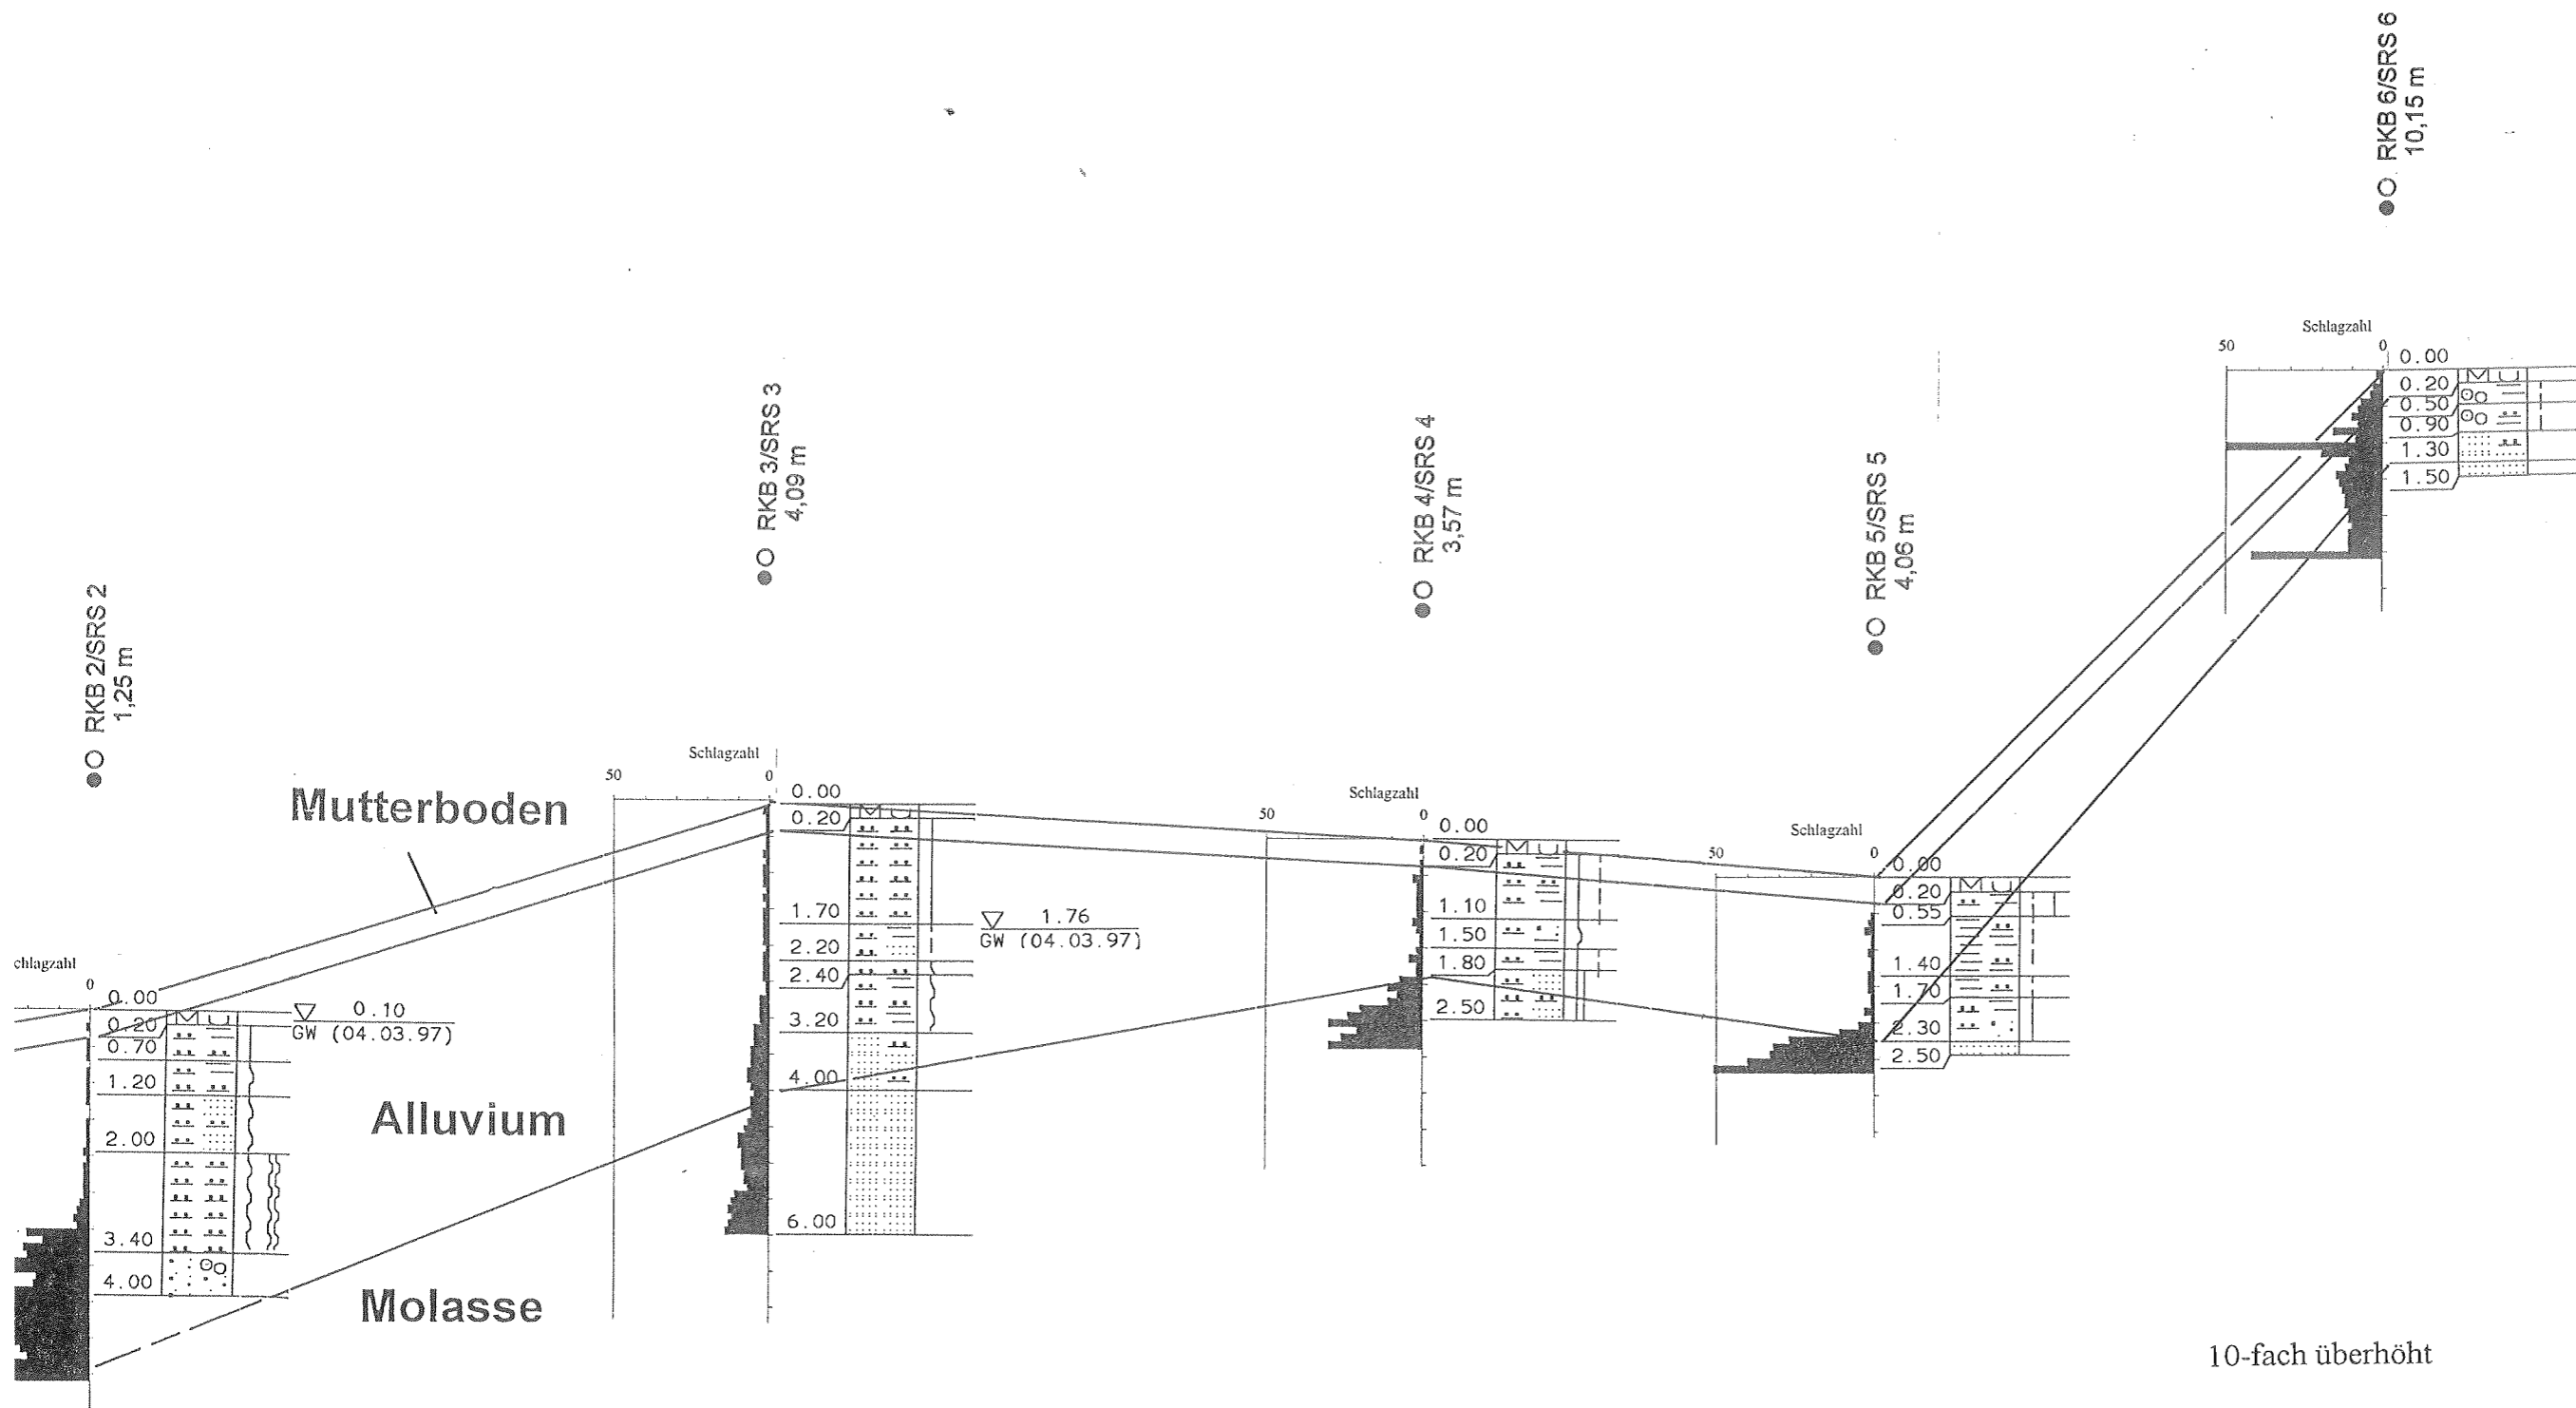 RKB 2/SRS 2
1,25 m
chlagzahl
0
0.00
0.20
0.70
1.20
2.00
3.40
4.00
M U
0.10
GW (04.03.97)
Mutterboden
Alluvium
Molasse
RKB 3/SRS 3
4,09 m
Schlagzahl
50 0
0.00
0.20
1.70
2.20
2.40
3.20
4.00
6.00
M U
1.76
GW (04.03.97)
RKB 4/SRS 4
3,57 m
Schlagzahl
50 0
0.00
0.20
1.10
1.50
1.80
2.50
M U
RKB 5/SRS 5
4,06 m
Schlagzahl
50 0
0.00
0.20
0.55
1.40
1.70
2.30
2.50
M U
RKB 6/SRS 6
10,15 m
Schlagzahl
50 0
0.00
0.20
0.50
0.90
1.30
1.50
M U
10-fach überhöht